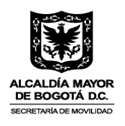 ALCALDÍA MAYOR
DE BOGOTÁ D.C.
SECRETARÍA DE MOVILIDAD